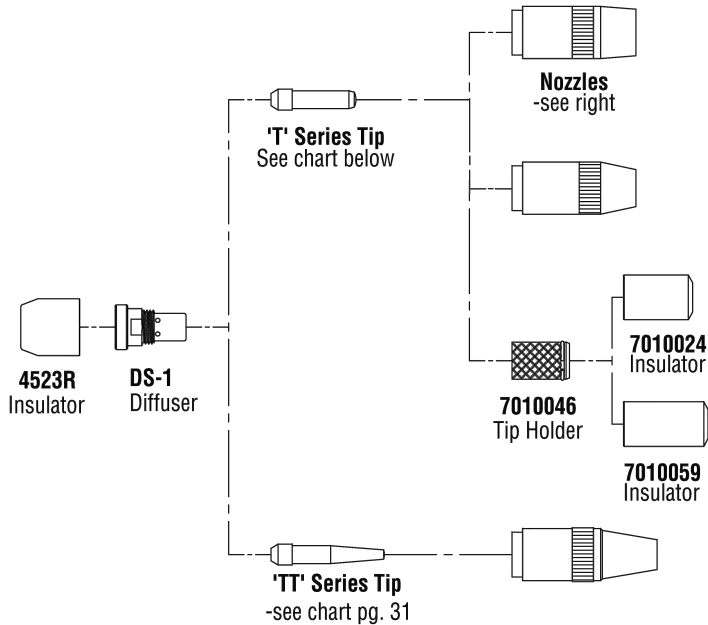 Nozzles
-see right
'T' Series Tip
See chart below
4523R
Insulator
DS-1
Diffuser
7010024
Insulator
7010046
Tip Holder
7010059
Insulator
'TT' Series Tip
-see chart pg. 31